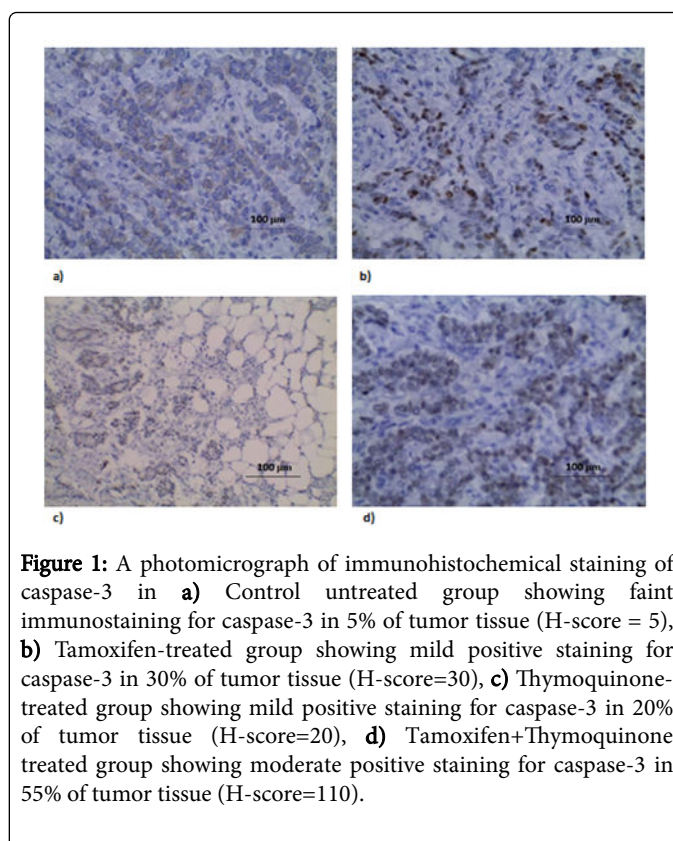 100 µm
100 µm
a)
b)
100 µm
100 µm
c)
d)
Figure 1: A photomicrograph of immunohistochemical staining of
caspase-3 in a) Control untreated group showing faint
immunostaining for caspase-3 in 5% of tumor tissue (H-score = 5),
b) Tamoxifen-treated group showing mild positive staining for
caspase-3 in 30% of tumor tissue (H-score=30), c) Thymoquinone-
treated group showing mild positive staining for caspase-3 in 20%
of tumor tissue (H-score=20), d) Tamoxifen+Thymoquinone
treated group showing moderate positive staining for caspase-3 in
55% of tumor tissue (H-score=110).